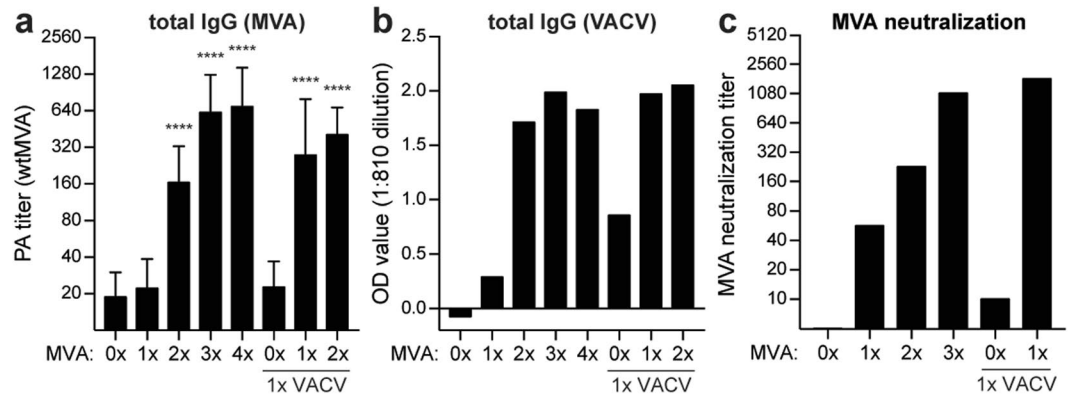 a total IgG (MVA)
PA titer (wtMVA)
2560
1280
640
320
160
80
40
20
**** **** **** **** ****
MVA: 0x 1x 2x 3x 4x 0x 1x 2x
1x VACV
b total IgG (VACV)
OD value (1:810 dilution)
2.5
2.0
1.5
1.0
0.5
0.0
MVA: 0x 1x 2x 3x 4x 0x 1x 2x
1x VACV
c MVA neutralization
MVA neutralization titer
5120
2560
1080
640
320
160
80
40
20
10
MVA: 0x 1x 2x 3x 0x 1x
1x VACV